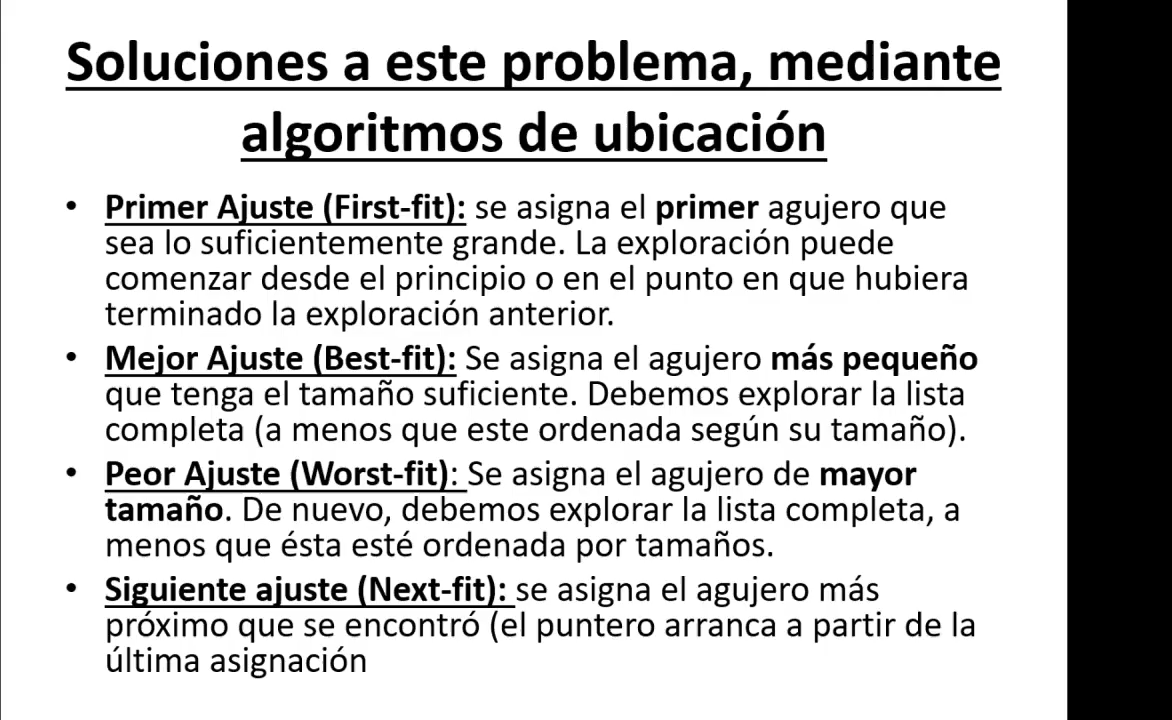 Soluciones a este problema, mediante
algoritmos de ubicación
• Primer Ajuste (First-fit): se asigna el primer agujero que
sea lo suficientemente grande. La exploración puede
comenzar desde el principio o en el punto en que hubiera
terminado la exploración anterior.
• Mejor Ajuste (Best-fit): Se asigna el agujero más pequeño
que tenga el tamaño suficiente. Debemos explorar la lista
completa (a menos que este ordenada según su tamaño).
• Peor Ajuste (Worst-fit): Se asigna el agujero de mayor
tamaño. De nuevo, debemos explorar la lista completa, a
menos que ésta esté ordenada por tamaños.
• Siguiente ajuste (Next-fit): se asigna el agujero más
próximo que se encontró (el puntero arranca a partir de la
última asignación